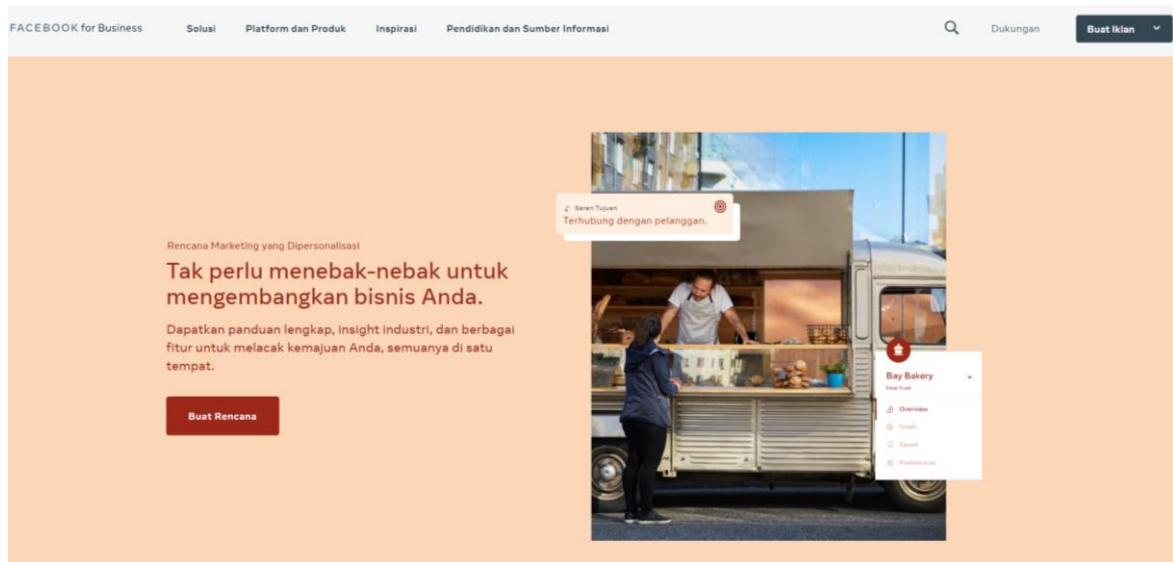 FACEBOOK for Business
Solusi
Platform dan Produk
Inspirasi
Pendidikan dan Sumber Informasi
Dukungan
Buat Iklan
Saran Tujuan
Terhubung dengan pelanggan.
Rencana Marketing yang Dipersonalisasi
Tak perlu menebak-nebak untuk
mengembangkan bisnis Anda.
Dapatkan panduan lengkap, insight industri, dan berbagai
fitur untuk melacak kemajuan Anda, semuanya di satu
tempat.
Buat Rencana
Bay Bakery
Food Truck
Overview
Goals
Saved
Preferences